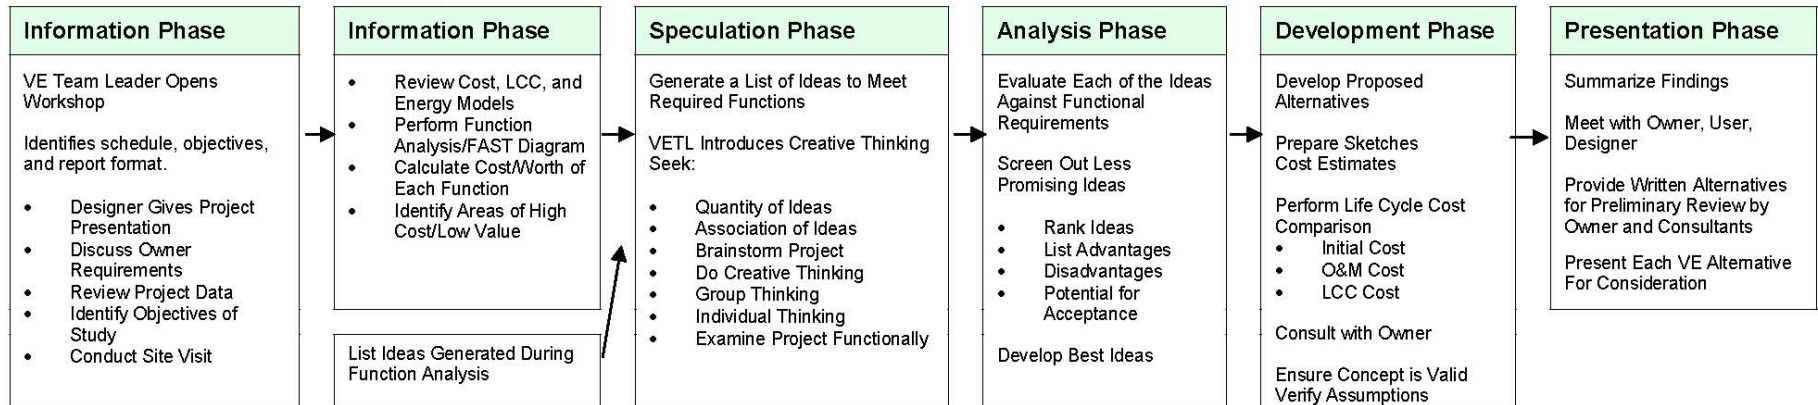 Information Phase
VE Team Leader Opens
Workshop
Identifies schedule, objectives,
and report format.
• Designer Gives Project
Presentation
• Discuss Owner
Requirements
• Review Project Data
• Identify Objectives of
Study
• Conduct Site Visit
Information Phase
• Review Cost, LCC, and
Energy Models
• Perform Function
Analysis/FAST Diagram
• Calculate Cost/Worth of
Each Function
• Identify Areas of High
Cost/Low Value
List Ideas Generated During
Function Analysis
Speculation Phase
Generate a List of Ideas to Meet
Required Functions
VETL Introduces Creative Thinking
Seek:
• Quantity of Ideas
• Association of Ideas
• Brainstorm Project
• Do Creative Thinking
• Group Thinking
• Individual Thinking
• Examine Project Functionally
Analysis Phase
Evaluate Each of the Ideas
Against Functional
Requirements
Screen Out Less
Promising Ideas
• Rank Ideas
• List Advantages
• Disadvantages
• Potential for
Acceptance
Develop Best Ideas
Development Phase
Develop Proposed
Alternatives
Prepare Sketches
Cost Estimates
Perform Life Cycle Cost
Comparison
• Initial Cost
• O&M Cost
• LCC Cost
Consult with Owner
Ensure Concept is Valid
Verify Assumptions
Presentation Phase
Summarize Findings
Meet with Owner, User,
Designer
Provide Written Alternatives
for Preliminary Review by
Owner and Consultants
Present Each VE Alternative
For Consideration